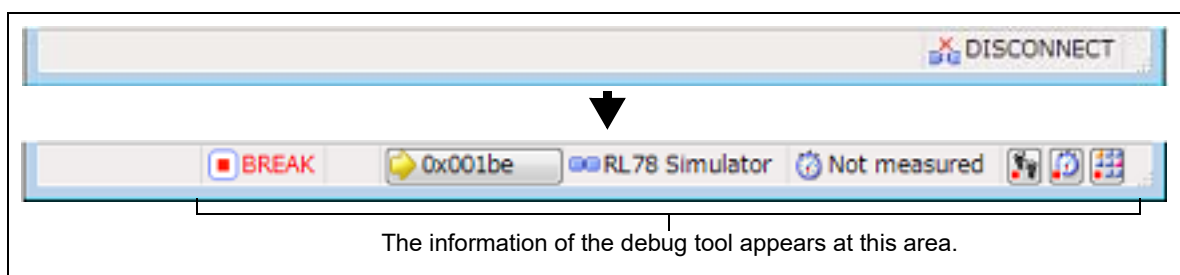 DISCONNECT
BREAK 0x001be RL78 Simulator Not measured
The information of the debug tool appears at this area.